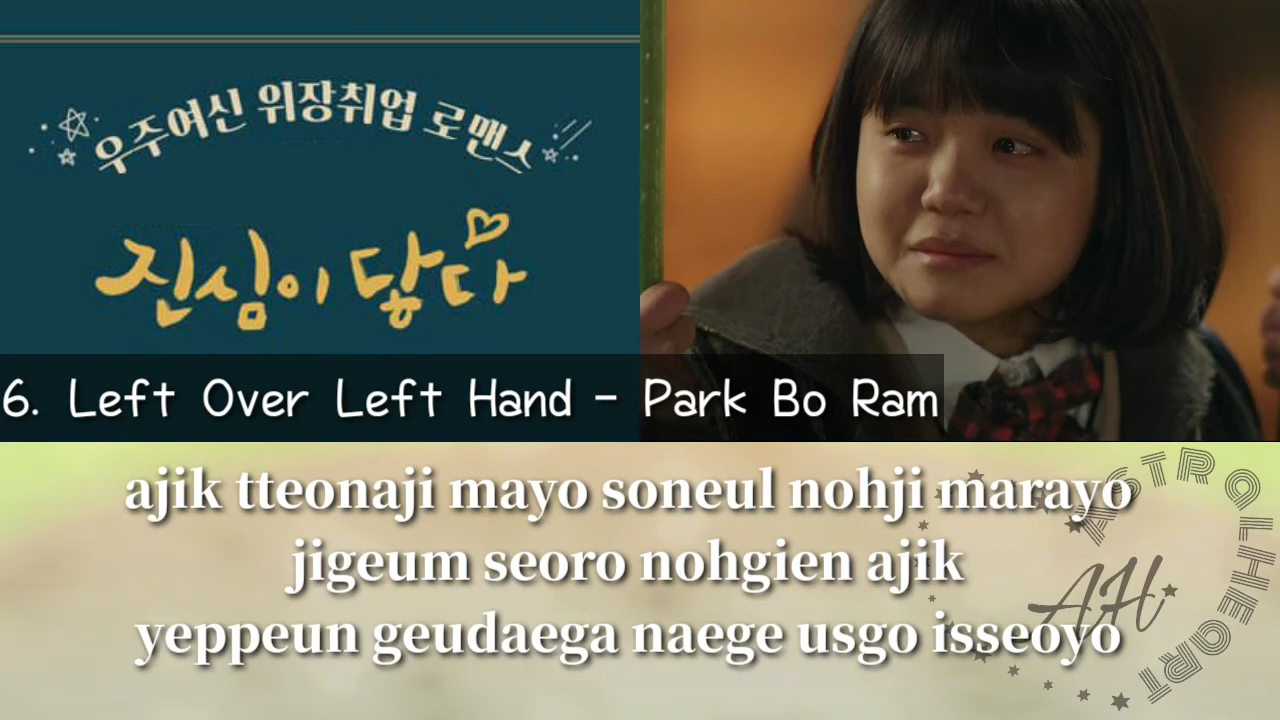 우주여신 위장취업 로맨스
진심이 닿다
6. Left Over Left Hand - Park Bo Ram
ajik tteonaji mayo soneul nohji marayo
jigeum seoro nohgien ajik
yeppeun geudaega naege usgo isseoyo
ASTROLHEART
AH